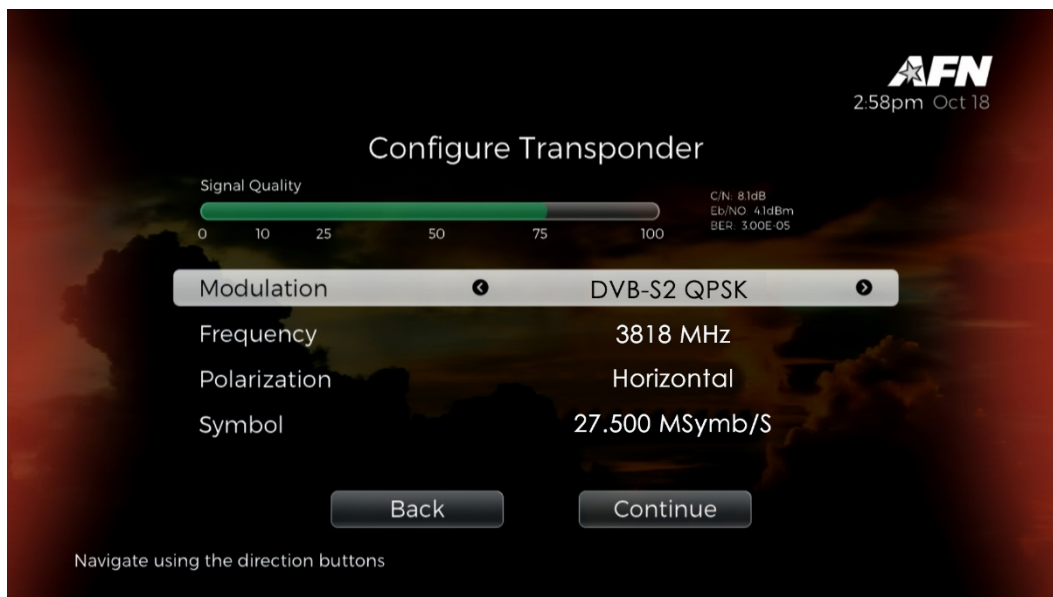 AFN
2:58pm Oct 18
Configure Transponder
Signal Quality
C/N: 8.1dB
Eb/NO: 4.1dBm
BER: 3.00E-05
0 10 25 50 75 100
Modulation DVB-S2 QPSK
Frequency 3818 MHz
Polarization Horizontal
Symbol 27.500 MSymb/S
Back Continue
Navigate using the direction buttons